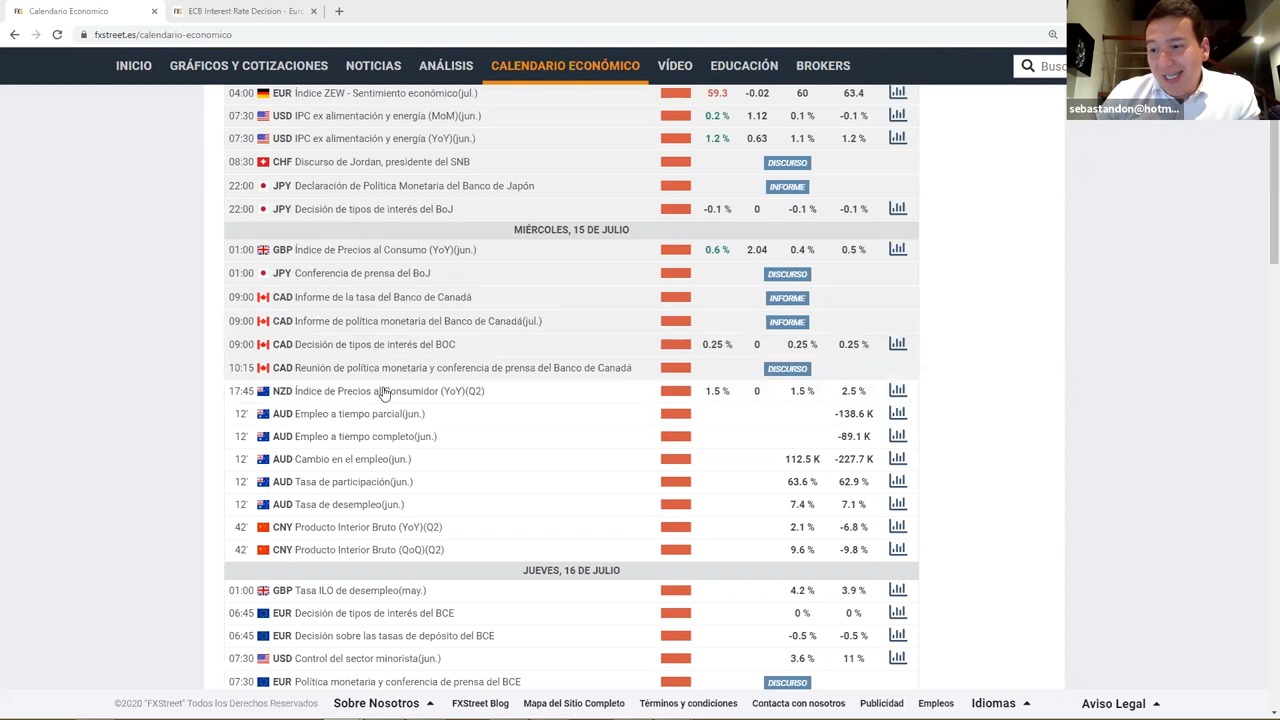 Calendario Economico
ECB Interest Rate Decision - Euro
fxstreet.es/calendario-economico
INICIO GRÁFICOS Y COTIZACIONES NOTICIAS ANÁLISIS CALENDARIO ECONÓMICO VÍDEO EDUCACIÓN BROKERS Busc
sebastandon@hotm...
04:00 EUR Índice ZEW - Sentimiento económico(jul.) 59.3 -0.02 60 63.4
07:30 USD IPC ex alimentación y energía (MoM)(jun.) 0.2 % 1.12 0.1 % -0.1 %
07:30 USD IPC ex alimentación y energía (YoY)(jun.) 1.2 % 0.63 1.1 % 1.2 %
08:30 CHF Discurso de Jordan, presidente del SNB DISCURSO
22:00 JPY Declaración de Política Monetaria del Banco de Japón INFORME
22:00 JPY Decisión de tipos de interés del BoJ -0.1 % 0 -0.1 % -0.1 %
MIÉRCOLES, 15 DE JULIO
01:00 GBP Índice de Precios al Consumo (YoY)(jun.) 0.6 % 2.04 0.4 % 0.5 %
01:00 JPY Conferencia de prensa del BoJ DISCURSO
09:00 CAD Informe de la tasa del Banco de Canadá INFORME
09:00 CAD Informe de política monetaria del Banco de Canadá(jul.) INFORME
09:00 CAD Decisión de tipos de interés del BOC 0.25 % 0 0.25 % 0.25 %
10:15 CAD Reunión de política monetaria y conferencia de prensa del Banco de Canadá DISCURSO
17:45 NZD Índice de Precios al Consumidor (YoY)(Q2) 1.5 % 0 1.5 % 2.5 %
12' AUD Empleo a tiempo parcial(jun.) -138.6 K
12' AUD Empleo a tiempo completo(jun.) -89.1 K
12' AUD Cambio en el empleo(jun.) 112.5 K -227.7 K
12' AUD Tasa de participación(jun.) 63.6 % 62.9 %
12' AUD Tasa de desempleo(jun.) 7.4 % 7.1 %
42' CNY Producto Interior Bruto (YoY)(Q2) 2.1 % -6.8 %
42' CNY Producto Interior Bruto (QoQ)(Q2) 9.6 % -9.8 %
JUEVES, 16 DE JULIO
01:00 GBP Tasa ILO de desempleo(may.) 4.2 % 3.9 %
06:45 EUR Decisión de tipos de interés del BCE 0 % 0 %
06:45 EUR Decisión sobre las tasas de depósito del BCE -0.5 % -0.5 %
07:30 USD Control del sector minorista(jun.) 3.6 % 11 %
07:30 EUR Política monetaria y conferencia de prensa del BCE DISCURSO
©2020 "FXStreet" Todos los Derechos Reservados Sobre Nosotros FXStreet Blog Mapa del Sitio Completo Términos y condiciones Contacta con nosotros Publicidad Empleos Idiomas Aviso Legal